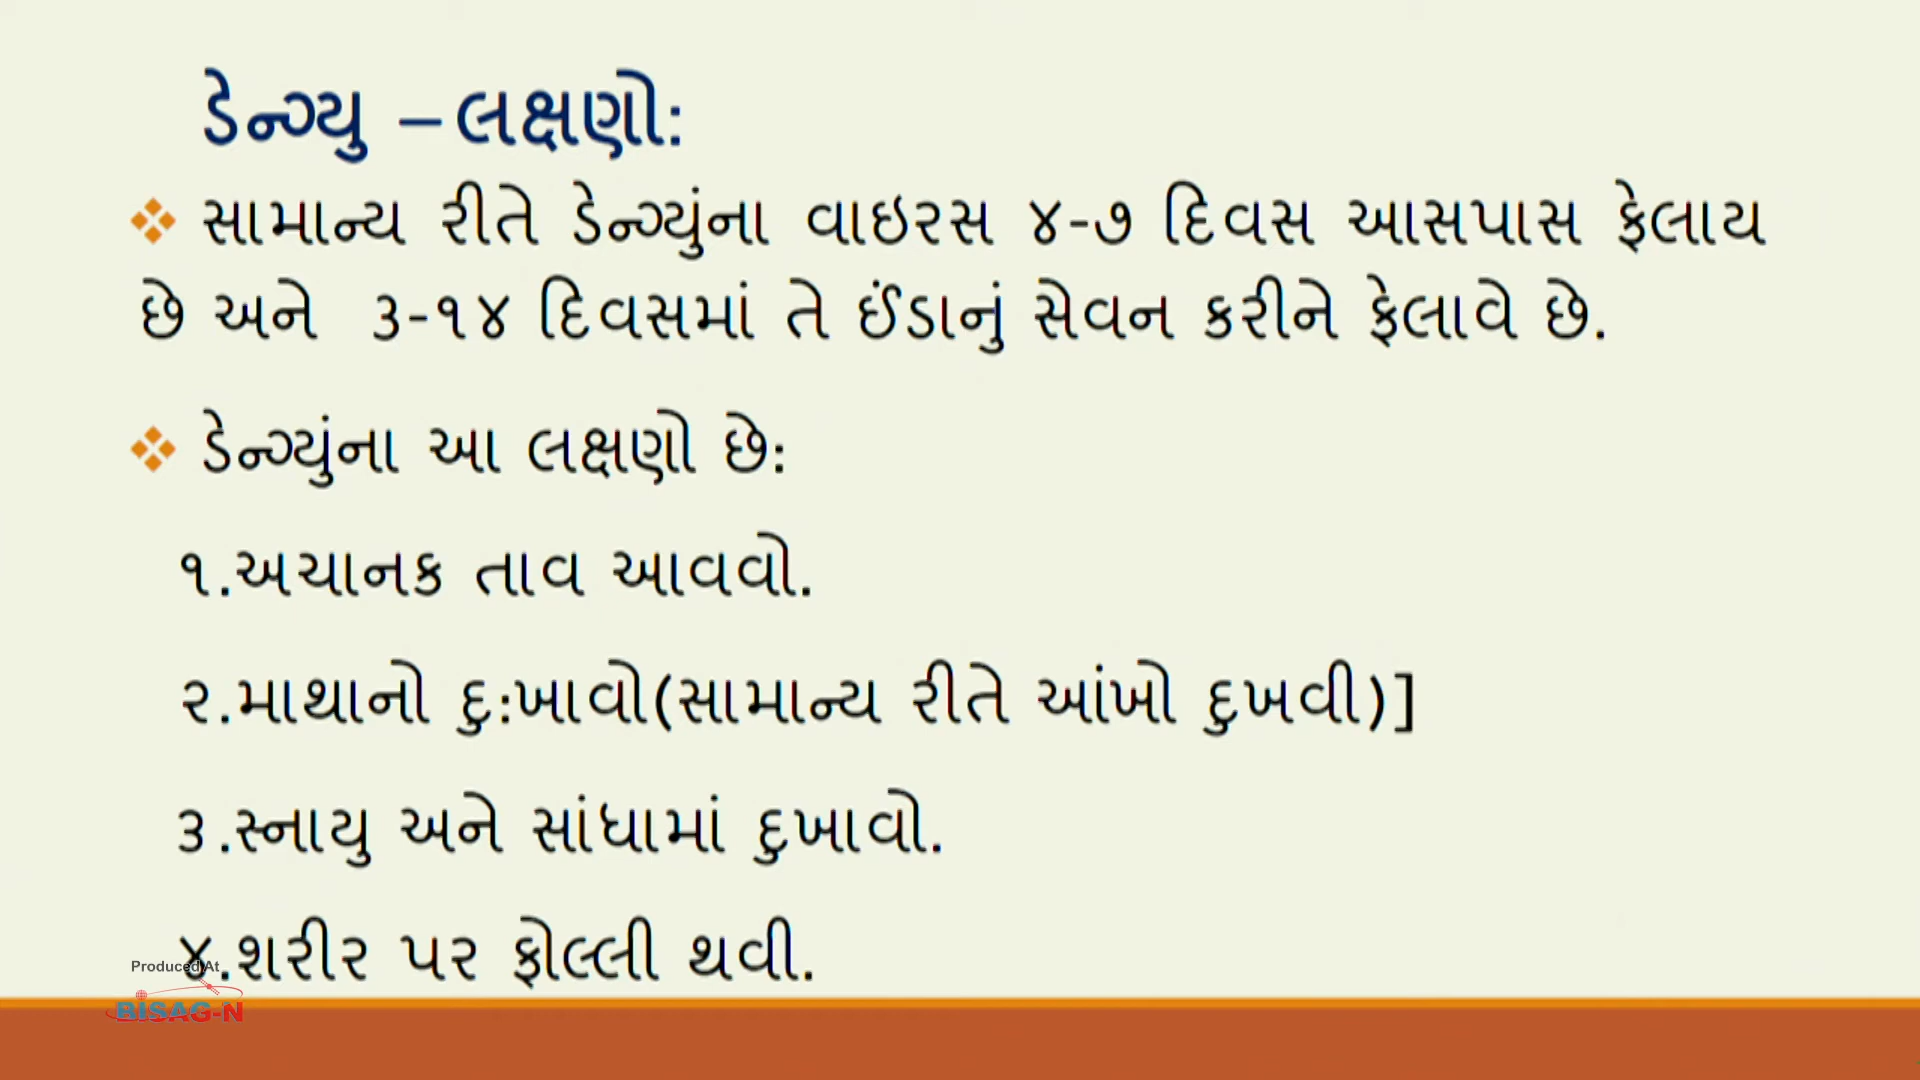 ડેન્ગ્યુ – લક્ષણો:
❖ સામાન્ય રીતે ડેન્ગ્યુંના વાઇરસ ૪-૭ દિવસ આસપાસ ફેલાય
છે અને ૩-૧૪ દિવસમાં તે ઈંડાનું સેવન કરીને ફેલાવે છે.
❖ ડેન્ગ્યુંના આ લક્ષણો છે:
૧.અચાનક તાવ આવવો.
૨.માથાનો દુ:ખાવો(સામાન્ય રીતે આંખો દુખવી)]
૩.સ્નાયુ અને સાંધામાં દુખાવો.
૪.શરીર પર ફોલ્લી થવી.
Produced At
BISAG-N